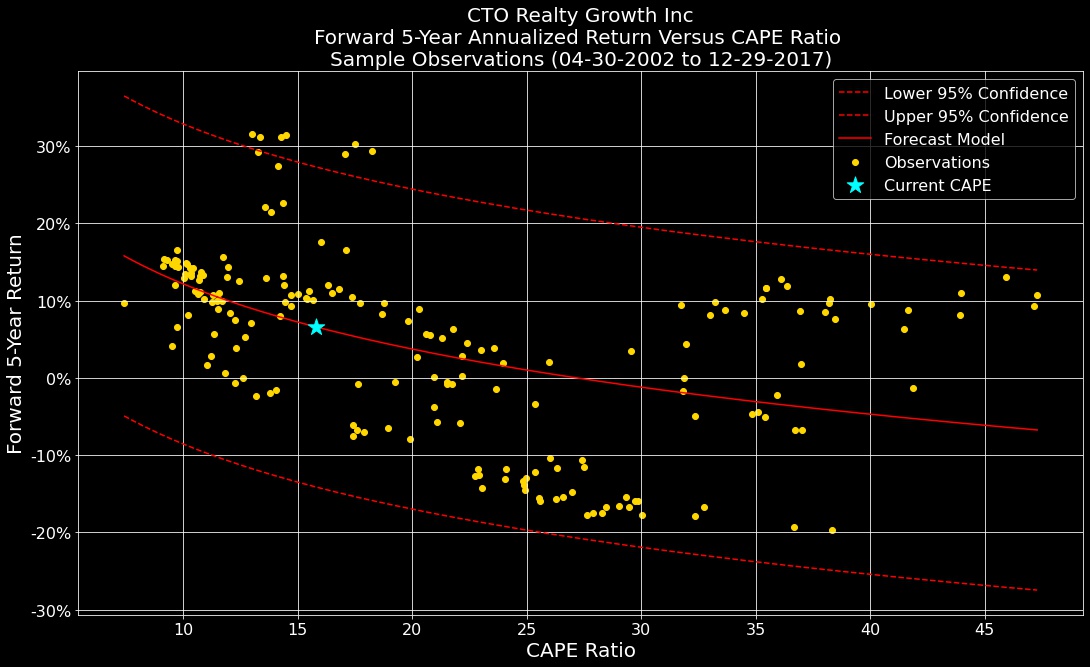 CTO Realty Growth Inc
Forward 5-Year Annualized Return Versus CAPE Ratio
Sample Observations (04-30-2002 to 12-29-2017)
Lower 95% Confidence
Upper 95% Confidence
Forecast Model
Observations
Current CAPE
Forward 5-Year Return
30%
20%
10%
0%
-10%
-20%
-30%
10 15 20 25 30 35 40 45
CAPE Ratio